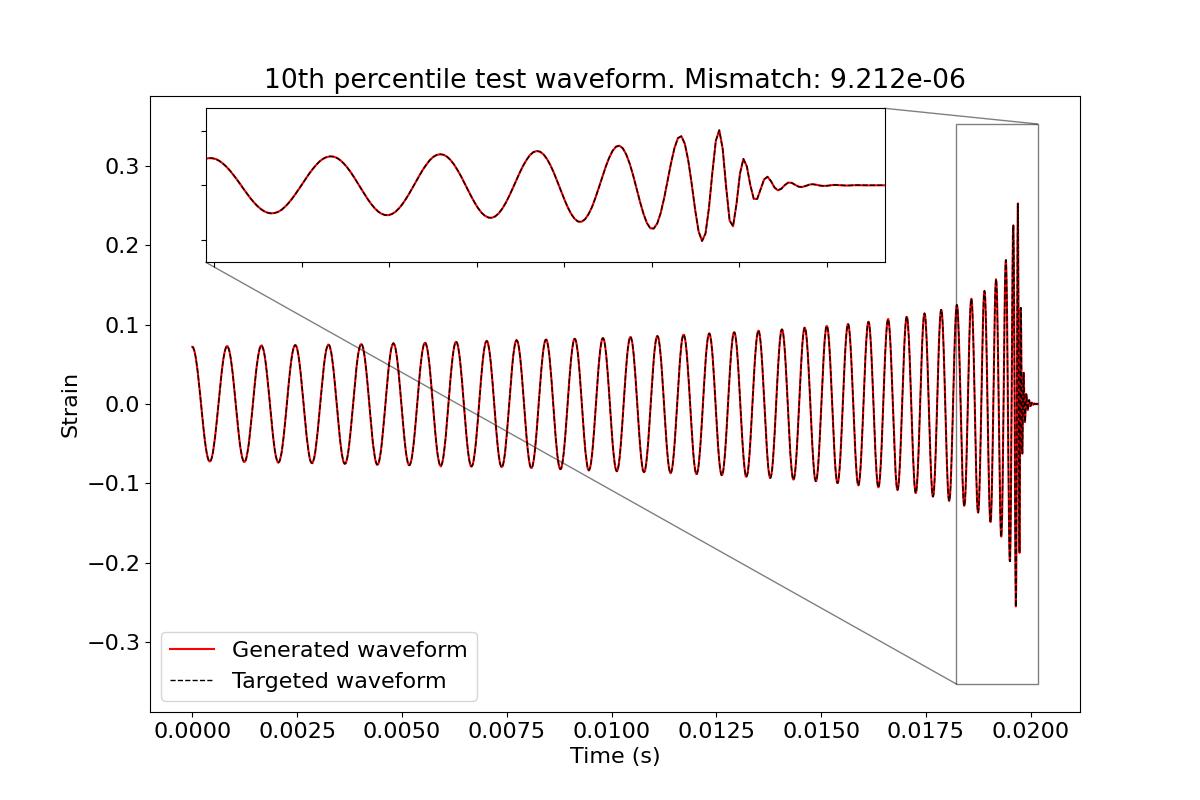 10th percentile test waveform. Mismatch: 9.212e-06
0.3
0.2
0.1
0.0
−0.1
−0.2
−0.3
Strain
Generated waveform
Targeted waveform
0.0000 0.0025 0.0050 0.0075 0.0100 0.0125 0.0150 0.0175 0.0200
Time (s)